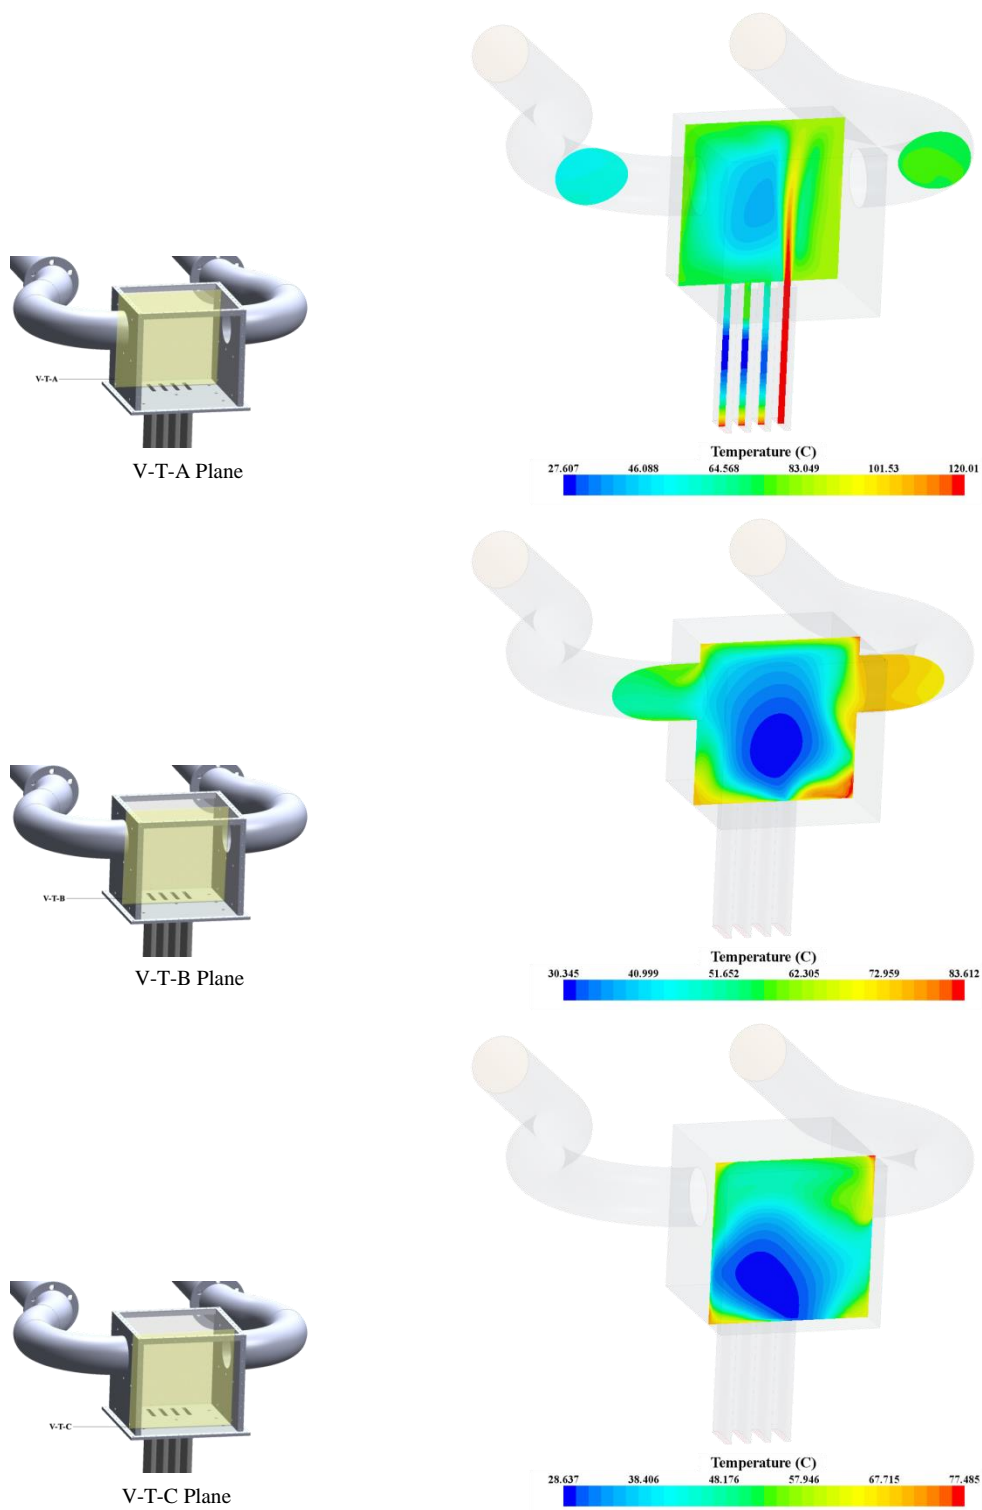 V-T-A
V-T-A Plane
Temperature (C)
27.607 46.088 64.568 83.049 101.53 120.01
V-T-B
V-T-B Plane
Temperature (C)
30.345 40.999 51.652 62.305 72.959 83.612
V-T-C
V-T-C Plane
Temperature (C)
28.637 38.406 48.176 57.946 67.715 77.485